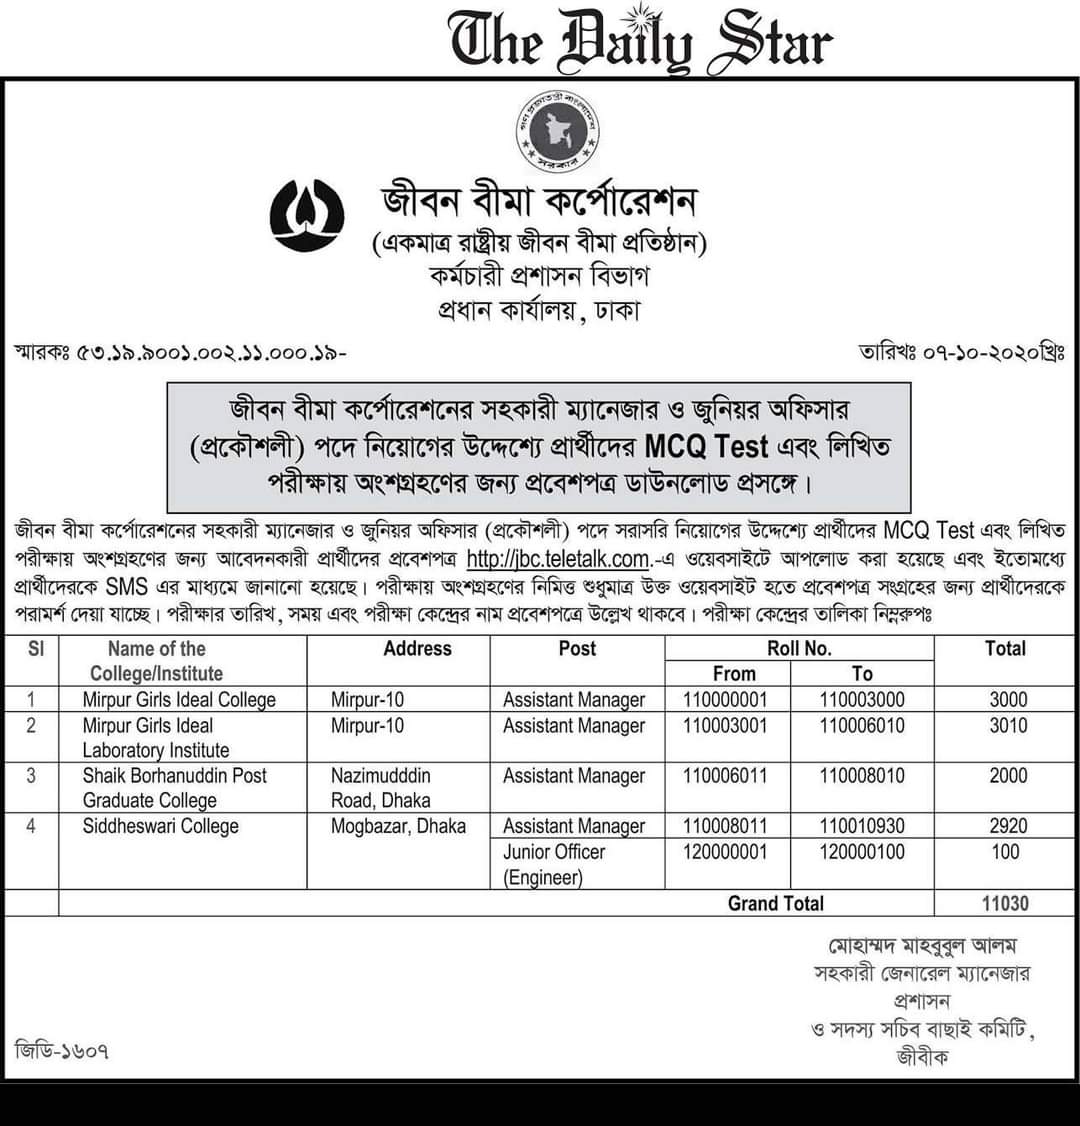 The Daily Star
গণপ্রজাতন্ত্রী বাংলাদেশ
সরকার
জীবন বীমা কর্পোরেশন
(একমাত্র রাষ্ট্রীয় জীবন বীমা প্রতিষ্ঠান)
কর্মচারী প্রশাসন বিভাগ
প্রধান কার্যালয়, ঢাকা
স্মারকঃ ৫৩.১৯.৯০০১.০০২.১১.০০০.১৯- তারিখঃ ০৭-১০-২০২০খ্রিঃ
জীবন বীমা কর্পোরেশনের সহকারী ম্যানেজার ও জুনিয়র অফিসার
(প্রকৌশলী) পদে নিয়োগের উদ্দেশ্যে প্রার্থীদের MCQ Test এবং লিখিত
পরীক্ষায় অংশগ্রহণের জন্য প্রবেশপত্র ডাউনলোড প্রসঙ্গে।
জীবন বীমা কর্পোরেশনের সহকারী ম্যানেজার ও জুনিয়র অফিসার (প্রকৌশলী) পদে সরাসরি নিয়োগের উদ্দেশ্যে প্রার্থীদের MCQ Test এবং লিখিত
পরীক্ষায় অংশগ্রহণের জন্য আবেদনকারী প্রার্থীদের প্রবেশপত্র http://jbc.teletalk.com.-এ ওয়েবসাইটে আপলোড করা হয়েছে এবং ইতোমধ্যে
প্রার্থীদেরকে SMS এর মাধ্যমে জানানো হয়েছে। পরীক্ষায় অংশগ্রহণের নিমিত্ত শুধুমাত্র উক্ত ওয়েবসাইট হতে প্রবেশপত্র সংগ্রহের জন্য প্রার্থীদেরকে
পরামর্শ দেয়া যাচ্ছে। পরীক্ষার তারিখ, সময় এবং পরীক্ষা কেন্দ্রের নাম প্রবেশপত্রে উল্লেখ থাকবে। পরীক্ষা কেন্দ্রের তালিকা নিম্নরুপঃ
Sl Name of the Address Post Roll No. Total
College/Institute From To
1 Mirpur Girls Ideal College Mirpur-10 Assistant Manager 110000001 110003000 3000
2 Mirpur Girls Ideal Mirpur-10 Assistant Manager 110003001 110006010 3010
Laboratory Institute
3 Shaik Borhanuddin Post Nazimudddin Assistant Manager 110006011 110008010 2000
Graduate College Road, Dhaka
4 Siddheswari College Mogbazar, Dhaka Assistant Manager 110008011 110010930 2920
Junior Officer 120000001 120000100 100
(Engineer)
Grand Total 11030
মোহাম্মদ মাহবুবুল আলম
সহকারী জেনারেল ম্যানেজার
প্রশাসন
ও সদস্য সচিব বাছাই কমিটি,
জীবীক
জিডি-১৬০৭